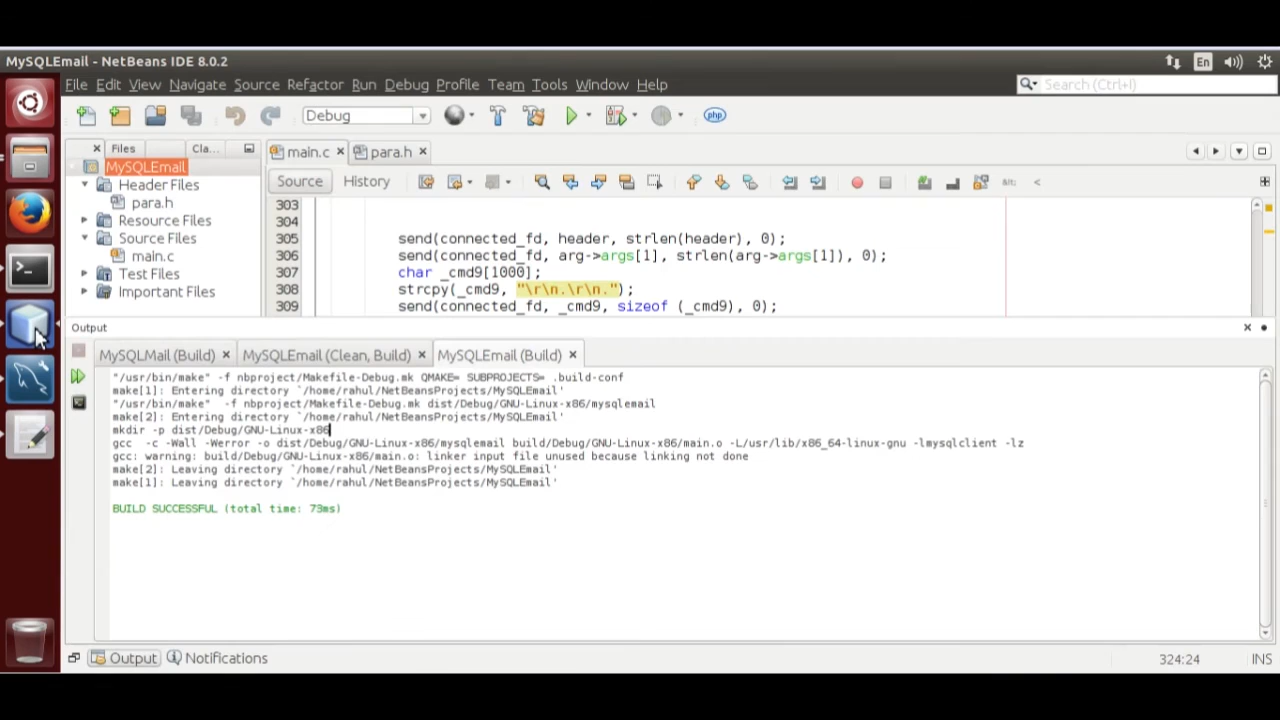 MySQLEmail - NetBeans IDE 8.0.2
En
File Edit View Navigate Source Refactor Run Debug Profile Team Tools Window Help
Search (Ctrl+I)
Debug
php
Files
Cla...
main.c
para.h
MySQLEmail
Header Files
para.h
Resource Files
Source Files
main.c
Test Files
Important Files
Source
History
303
304
305 send(connected_fd, header, strlen(header), 0);
306 send(connected_fd, arg->args[1], strlen(arg->args[1]), 0);
307 char _cmd9[1000];
308 strcpy(_cmd9, "\r\n.\r\n.");
309 send(connected_fd, _cmd9, sizeof (_cmd9), 0);
Output
MySQLMail (Build)
MySQLEmail (Clean, Build)
MySQLEmail (Build)
"/usr/bin/make" -f nbproject/Makefile-Debug.mk QMAKE= SUBPROJECTS= .build-conf
make[1]: Entering directory `/home/rahul/NetBeansProjects/MySQLEmail'
"/usr/bin/make"  -f nbproject/Makefile-Debug.mk dist/Debug/GNU-Linux-x86/mysqlemail
make[2]: Entering directory `/home/rahul/NetBeansProjects/MySQLEmail'
mkdir -p dist/Debug/GNU-Linux-x86
gcc  -c -Wall -Werror -o dist/Debug/GNU-Linux-x86/mysqlemail build/Debug/GNU-Linux-x86/main.o -L/usr/lib/x86_64-linux-gnu -lmysqlclient -lz
gcc: warning: build/Debug/GNU-Linux-x86/main.o: linker input file unused because linking not done
make[2]: Leaving directory `/home/rahul/NetBeansProjects/MySQLEmail'
make[1]: Leaving directory `/home/rahul/NetBeansProjects/MySQLEmail'
BUILD SUCCESSFUL (total time: 73ms)
Output
Notifications
324:24
INS